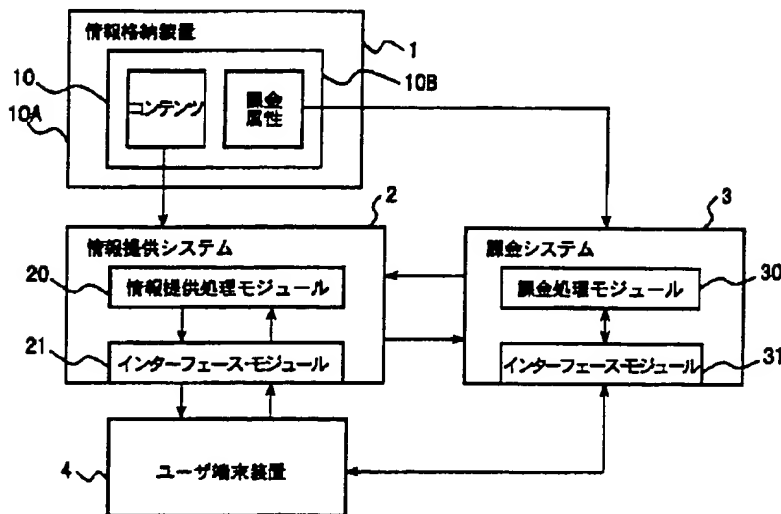 情報格納装置
1
10
10B
10A
コンテンツ
課金
属性
2
3
情報提供システム
課金システム
20
情報提供処理モジュール
課金処理モジュール
30
21
インターフェース・モジュール
インターフェース・モジュール
31
4
ユーザ端末装置